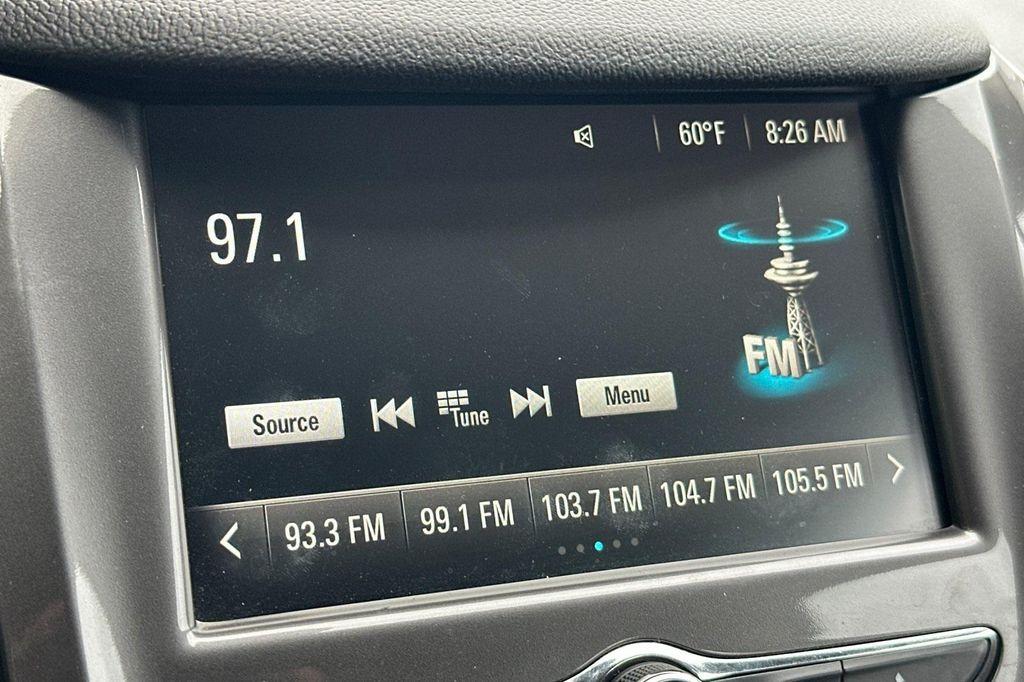 60°F 8:26 AM
97.1
FM
Source Tune Menu
93.3 FM 99.1 FM 103.7 FM 104.7 FM 105.5 FM